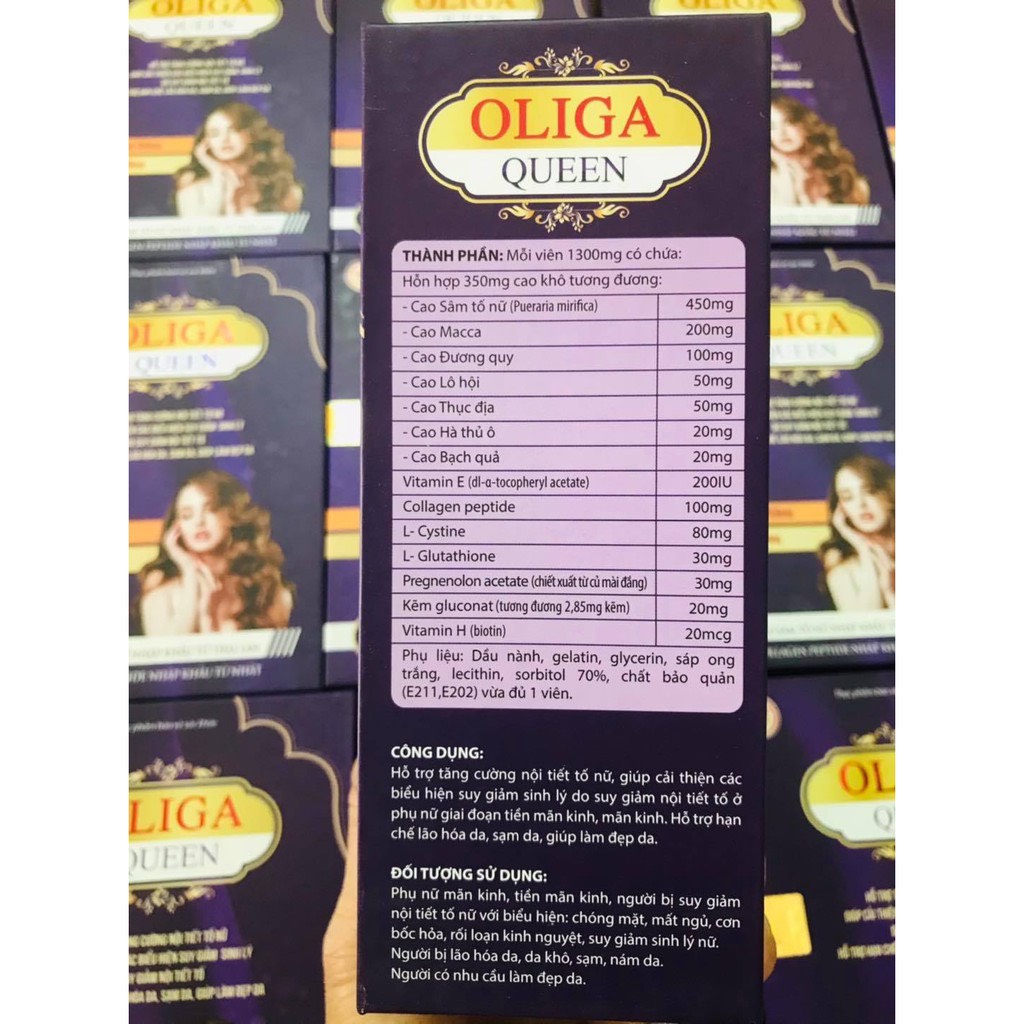 OLIGA
QUEEN
THÀNH PHẦN: Mỗi viên 1300mg có chứa:
Hỗn hợp 350mg cao khô tương đương:
- Cao Sâm tố nữ (Pueraria mirifica) 450mg
- Cao Macca 200mg
- Cao Đương quy 100mg
- Cao Lô hội 50mg
- Cao Thục địa 50mg
- Cao Hà thủ ô 20mg
- Cao Bạch quả 20mg
Vitamin E (dl-α-tocopheryl acetate) 200IU
Collagen peptide 100mg
L- Cystine 80mg
L- Glutathione 30mg
Pregnenolon acetate (chiết xuất từ củ mài đắng) 30mg
Kẽm gluconat (tương đương 2,85mg kẽm) 20mg
Vitamin H (biotin) 20mcg
Phụ liệu: Dầu nành, gelatin, glycerin, sáp ong
trắng, lecithin, sorbitol 70%, chất bảo quản
(E211,E202) vừa đủ 1 viên.
CÔNG DỤNG:
Hỗ trợ tăng cường nội tiết tố nữ, giúp cải thiện các
biểu hiện suy giảm sinh lý do suy giảm nội tiết tố ở
phụ nữ giai đoạn tiền mãn kinh, mãn kinh. Hỗ trợ hạn
chế lão hóa da, sạm da, giúp làm đẹp da.
ĐỐI TƯỢNG SỬ DỤNG:
Phụ nữ mãn kinh, tiền mãn kinh, người bị suy giảm
nội tiết tố nữ với biểu hiện: chóng mặt, mất ngủ, cơn
bốc hỏa, rối loạn kinh nguyệt, suy giảm sinh lý nữ.
Người bị lão hóa da, da khô, sạm, nám da.
Người có nhu cầu làm đẹp da.
QUEEN
OLIGA
QUEEN
LIGA
QUEEN
LIGA
QUEEN
OLIGA